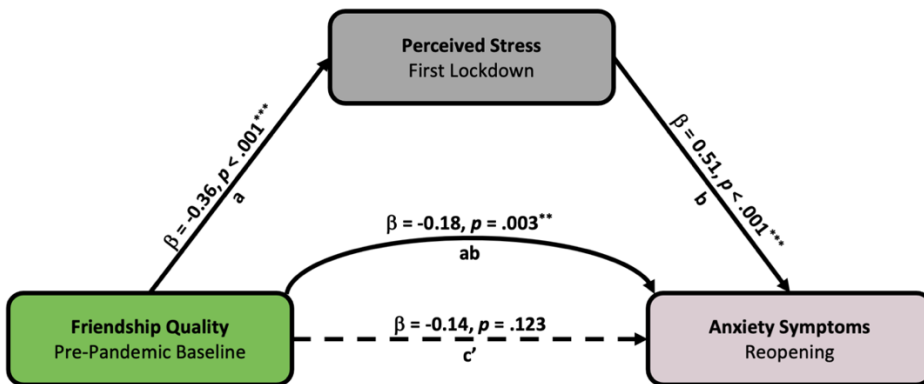 Perceived Stress
First Lockdown
β = -0.36, p < .001***
a
β = 0.51, p < .001***
b
β = -0.18, p = .003**
ab
Friendship Quality
Pre-Pandemic Baseline
β = -0.14, p = .123
c’
Anxiety Symptoms
Reopening